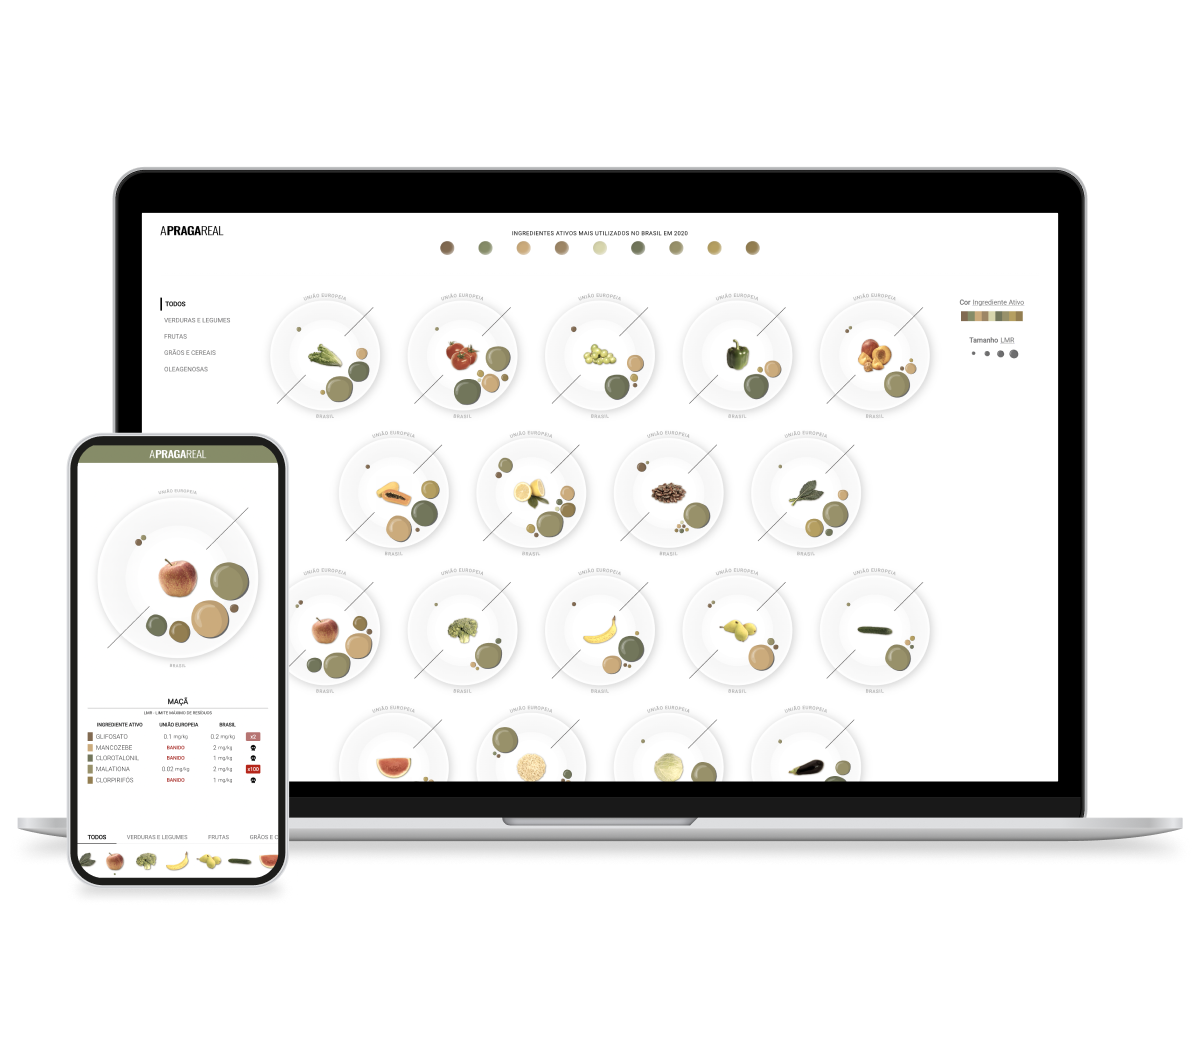 APRAGAREAL
INGREDIENTES ATIVOS MAIS UTILIZADOS NO BRASIL EM 2020
TODOS
VERDURAS E LEGUMES
FRUTAS
GRÃOS E CEREAIS
OLEAGENOSAS
Cor Ingrediente Ativo
Tamanho LMR
UNIÃO EUROPEIA UNIÃO EUROPEIA UNIÃO EUROPEIA UNIÃO EUROPEIA UNIÃO EUROPEIA
BRASIL BRASIL BRASIL BRASIL BRASIL
UNIÃO EUROPEIA UNIÃO EUROPEIA UNIÃO EUROPEIA UNIÃO EUROPEIA
BRASIL BRASIL BRASIL BRASIL
UNIÃO EUROPEIA UNIÃO EUROPEIA UNIÃO EUROPEIA UNIÃO EUROPEIA UNIÃO EUROPEIA
BRASIL BRASIL BRASIL BRASIL BRASIL
UNIÃO EUROPEIA UNIÃO EUROPEIA UNIÃO EUROPEIA UNIÃO EUROPEIA
APRAGAREAL
UNIÃO EUROPEIA
BRASIL
MAÇÃ
LMR - LIMITE MÁXIMO DE RESÍDUOS
INGREDIENTE ATIVO UNIÃO EUROPEIA BRASIL
GLIFOSATO 0.1 mg/kg 0.2 mg/kg x2
MANCOZEBE BANIDO 2 mg/kg
CLOROTALONIL BANIDO 1 mg/kg
MALATIONA 0.02 mg/kg 2 mg/kg x100
CLORPIRIFÓS BANIDO 1 mg/kg
TODOS VERDURAS E LEGUMES FRUTAS GRÃOS E C